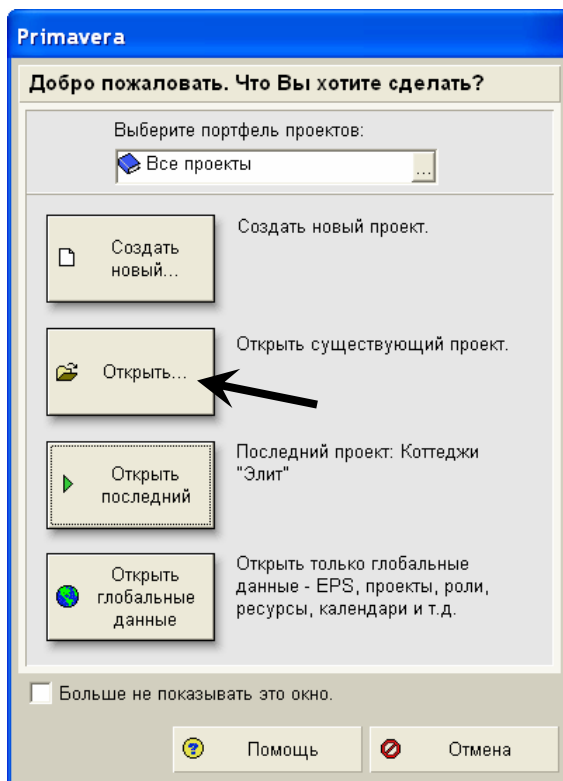 Primavera
Добро пожаловать. Что Вы хотите сделать?
Выберите портфель проектов:
Все проекты
...
Создать
новый...
Создать новый проект.
Открыть...
Открыть существующий проект.
Открыть
последний
Последний проект: Коттеджи
"Элит"
Открыть
глобальные
данные
Открыть только глобальные
данные - EPS, проекты, роли,
ресурсы, календари и т.д.
Больше не показывать это окно.
Помощь
Отмена